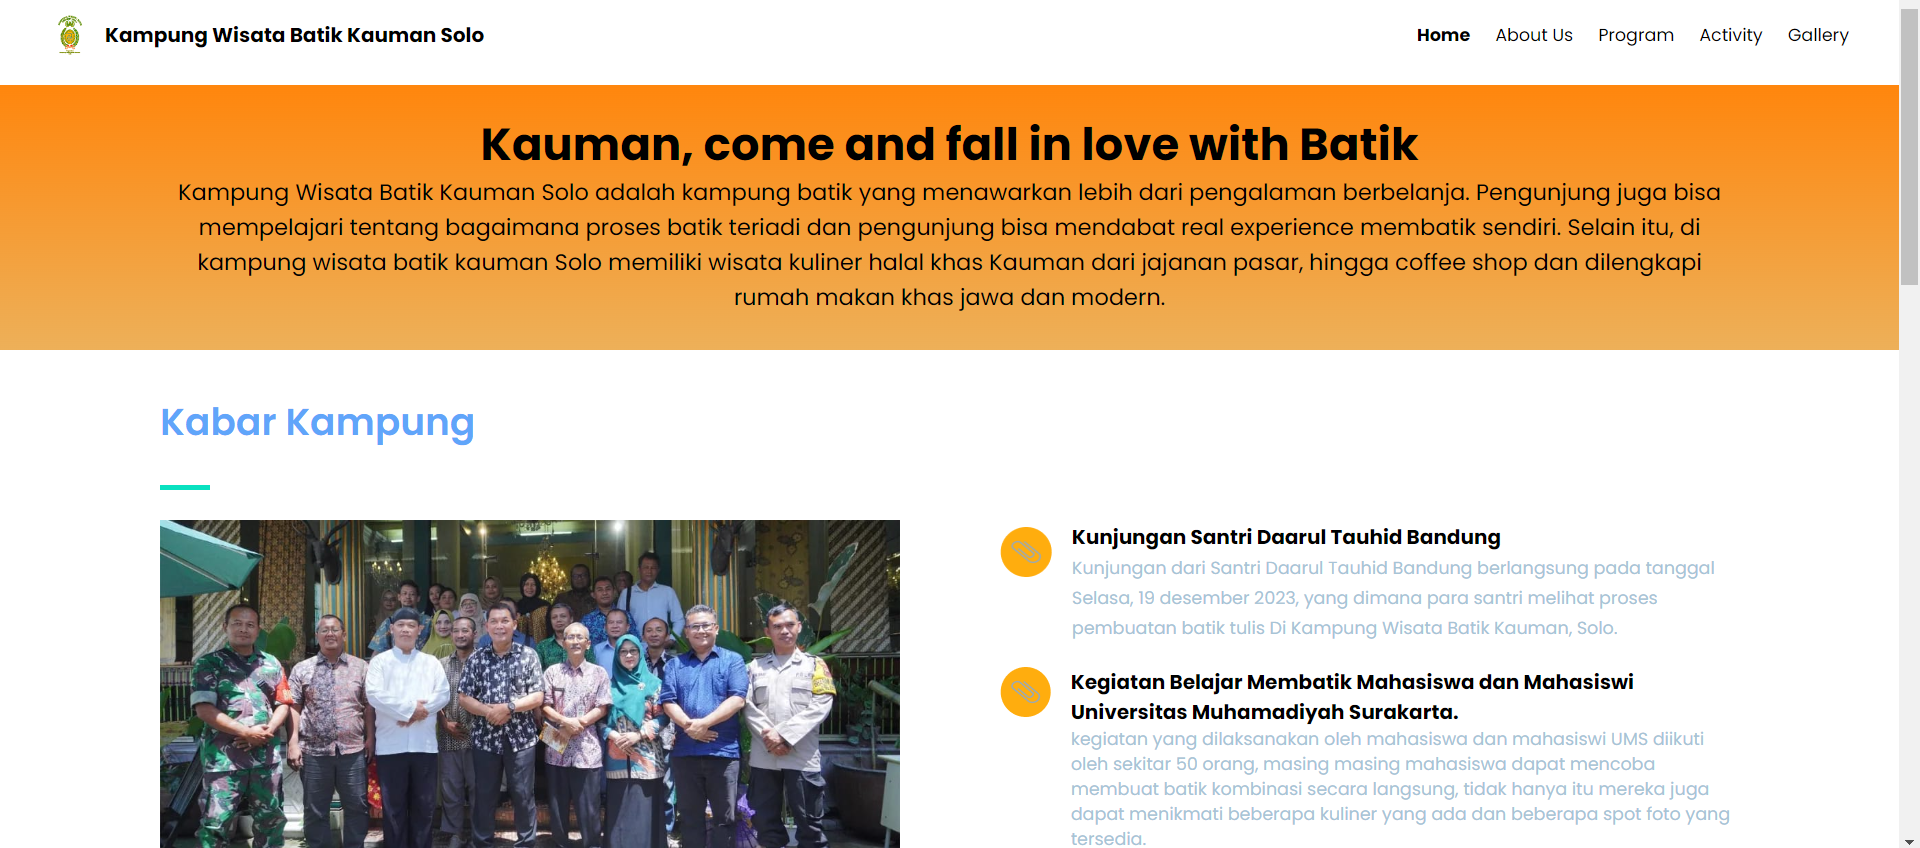 Kampung Wisata Batik Kauman Solo
Home About Us Program Activity Gallery
Kauman, come and fall in love with Batik
Kampung Wisata Batik Kauman Solo adalah kampung batik yang menawarkan lebih dari pengalaman berbelanja. Pengunjung juga bisa
mempelajari tentang bagaimana proses batik teriadi dan pengunjung bisa mendabat real experience membatik sendiri. Selain itu, di
kampung wisata batik kauman Solo memiliki wisata kuliner halal khas Kauman dari jajanan pasar, hingga coffee shop dan dilengkapi
rumah makan khas jawa dan modern.
Kabar Kampung
Kunjungan Santri Daarul Tauhid Bandung
Kunjungan dari Santri Daarul Tauhid Bandung berlangsung pada tanggal
Selasa, 19 desember 2023, yang dimana para santri melihat proses
pembuatan batik tulis Di Kampung Wisata Batik Kauman, Solo.
Kegiatan Belajar Membatik Mahasiswa dan Mahasiswi
Universitas Muhamadiyah Surakarta.
kegiatan yang dilaksanakan oleh mahasiswa dan mahasiswi UMS diikuti
oleh sekitar 50 orang, masing masing mahasiswa dapat mencoba
membuat batik kombinasi secara langsung, tidak hanya itu mereka juga
dapat menikmati beberapa kuliner yang ada dan beberapa spot foto yang
tersedia.